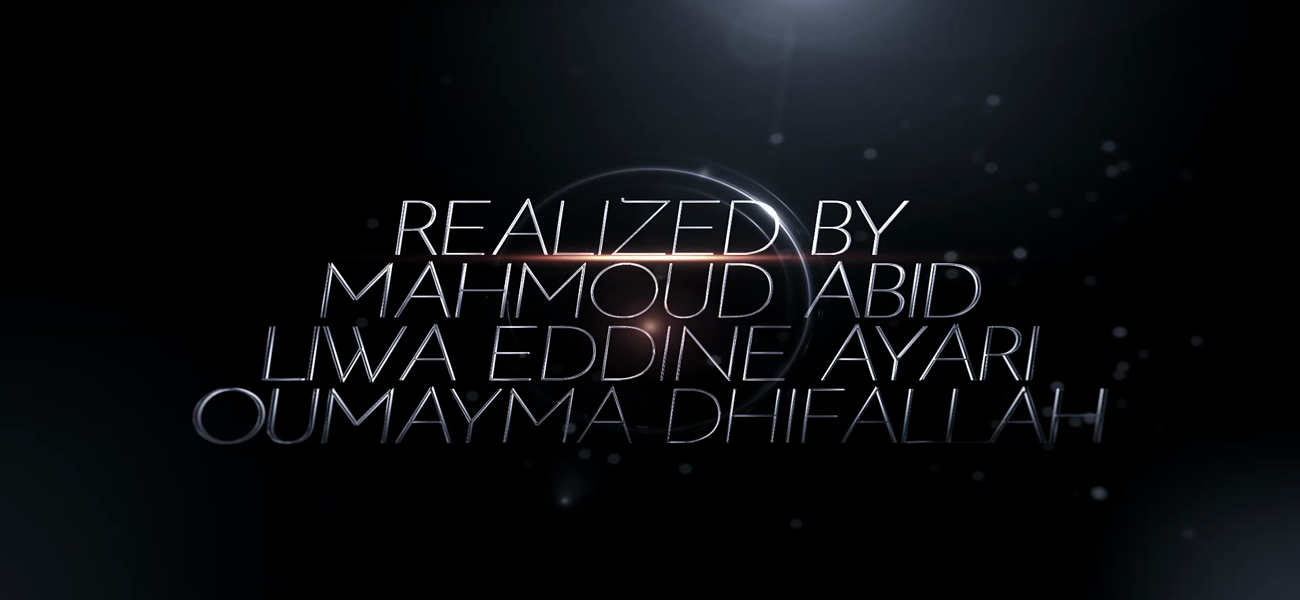 REALIZED BY
MAHMOUD ABID
LIWA EDDINE AYARI
OUMAYMA DHIFALLAH